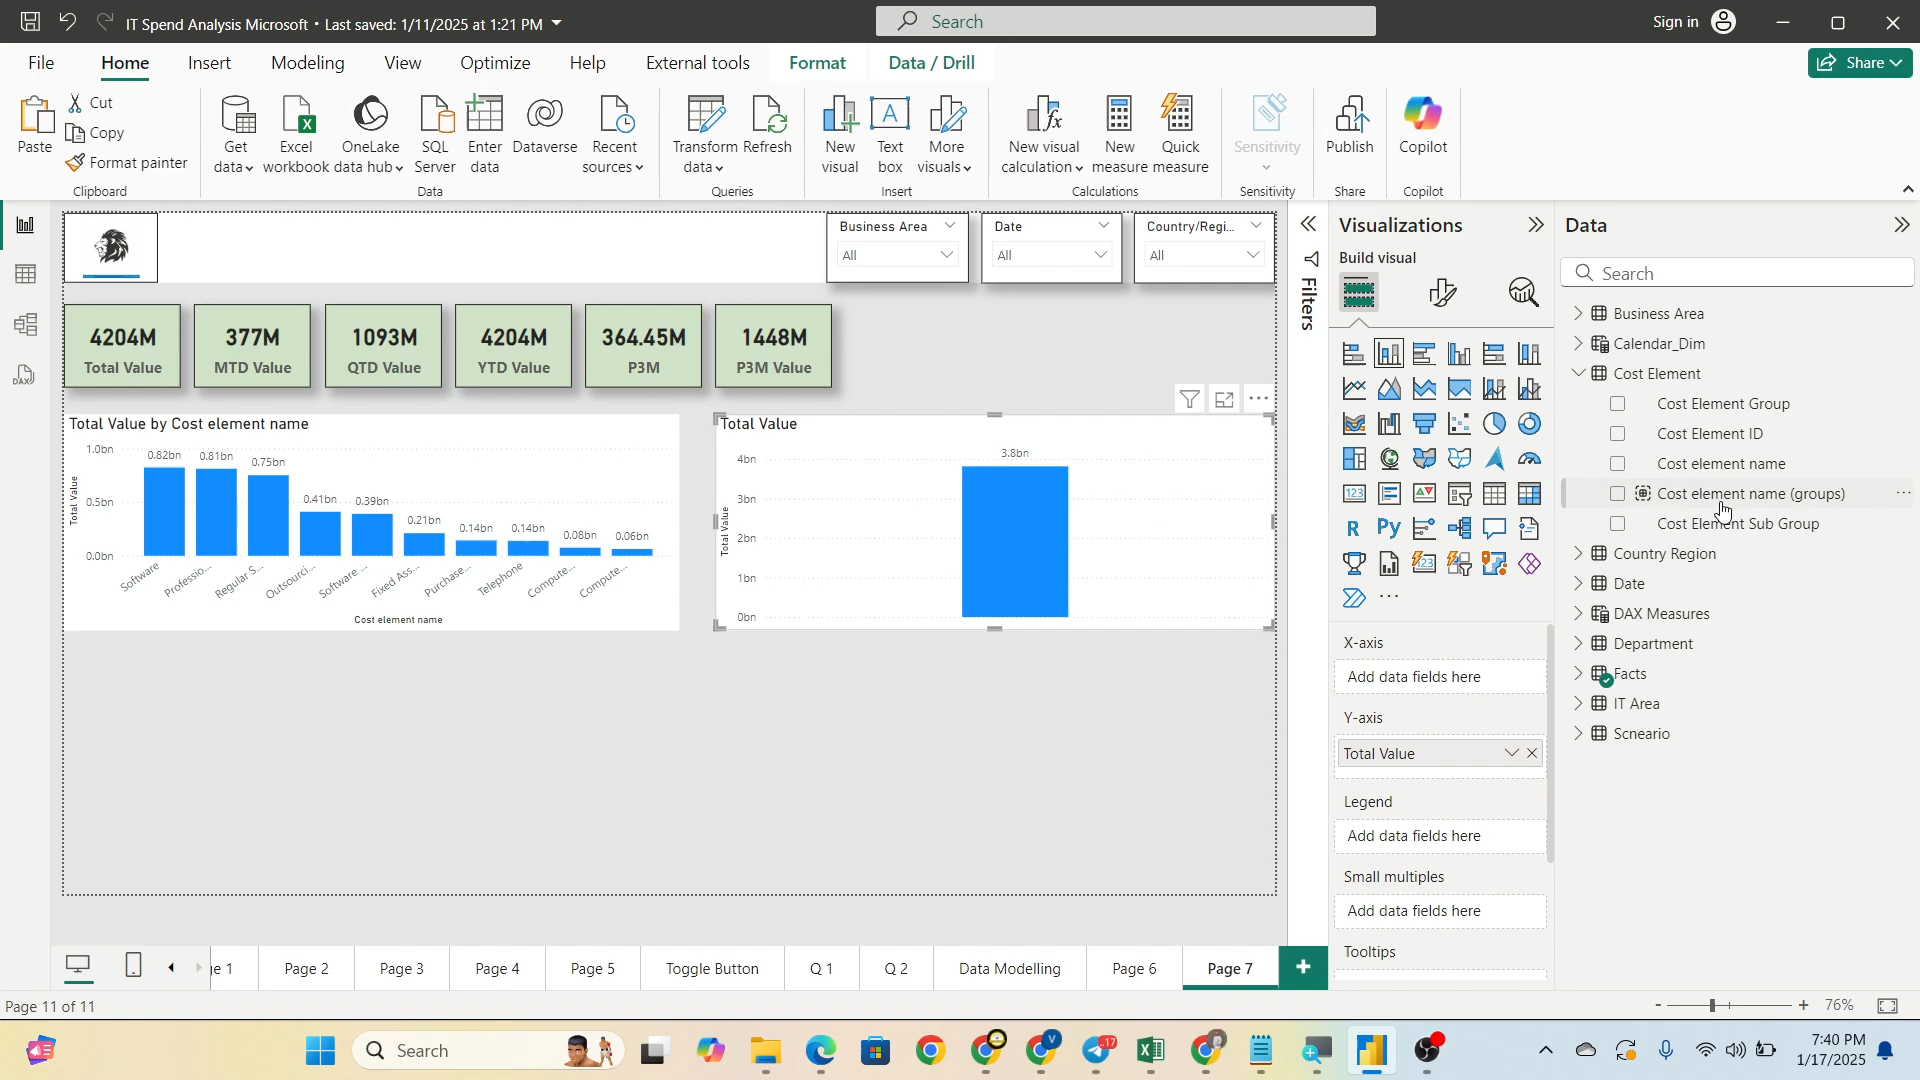 IT Spend Analysis Microsoft • Last saved: 1/11/2025 at 1:21 PM
Search
Sign in
File
Home
Insert
Modeling
View
Optimize
Help
External tools
Format
Data / Drill
Share
Paste
Cut
Copy
Format painter
Get data
Excel workbook
OneLake data hub
SQL Server
Enter data
Dataverse
Recent sources
Transform data
Refresh
New visual
Text box
More visuals
New visual calculation
New measure
Quick measure
Sensitivity
Publish
Copilot
Clipboard
Data
Queries
Insert
Calculations
Sensitivity
Share
Copilot
Business Area
All
Date
All
Country/Regi...
All
4204M
Total Value
377M
MTD Value
1093M
QTD Value
4204M
YTD Value
364.45M
P3M
1448M
P3M Value
Total Value by Cost element name
1.0bn
0.5bn
0.0bn
Total Value
0.82bn
0.81bn
0.75bn
0.41bn
0.39bn
0.21bn
0.14bn
0.14bn
0.08bn
0.06bn
Software
Professio...
Regular S...
Outsourci...
Software ...
Fixed Ass...
Purchase...
Telephone
Compute...
Compute...
Cost element name
Total Value
4bn
3bn
2bn
1bn
0bn
Total Value
3.8bn
Filters
Visualizations
Build visual
123
R
Py
123
X-axis
Add data fields here
Y-axis
Total Value
Legend
Add data fields here
Small multiples
Add data fields here
Tooltips
Data
Search
Business Area
Calendar_Dim
Cost Element
Cost Element Group
Cost Element ID
Cost element name
Cost element name (groups)
Cost Element Sub Group
Country Region
Date
DAX Measures
Department
Facts
IT Area
Scneario
DAX
ge 1
Page 2
Page 3
Page 4
Page 5
Toggle Button
Q 1
Q 2
Data Modelling
Page 6
Page 7
Page 11 of 11
76%
Search
17
7:40 PM
1/17/2025